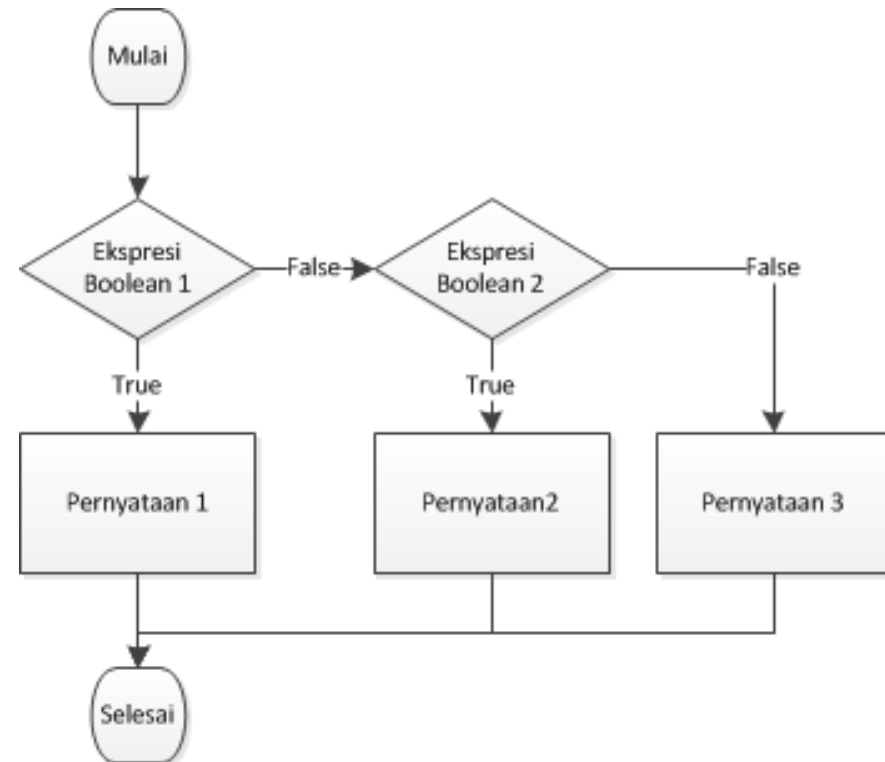 Mulai
Ekspresi
Boolean 1
False
Ekspresi
Boolean 2
False
True
True
Pernyataan 1
Pernyataan2
Pernyataan 3
Selesai